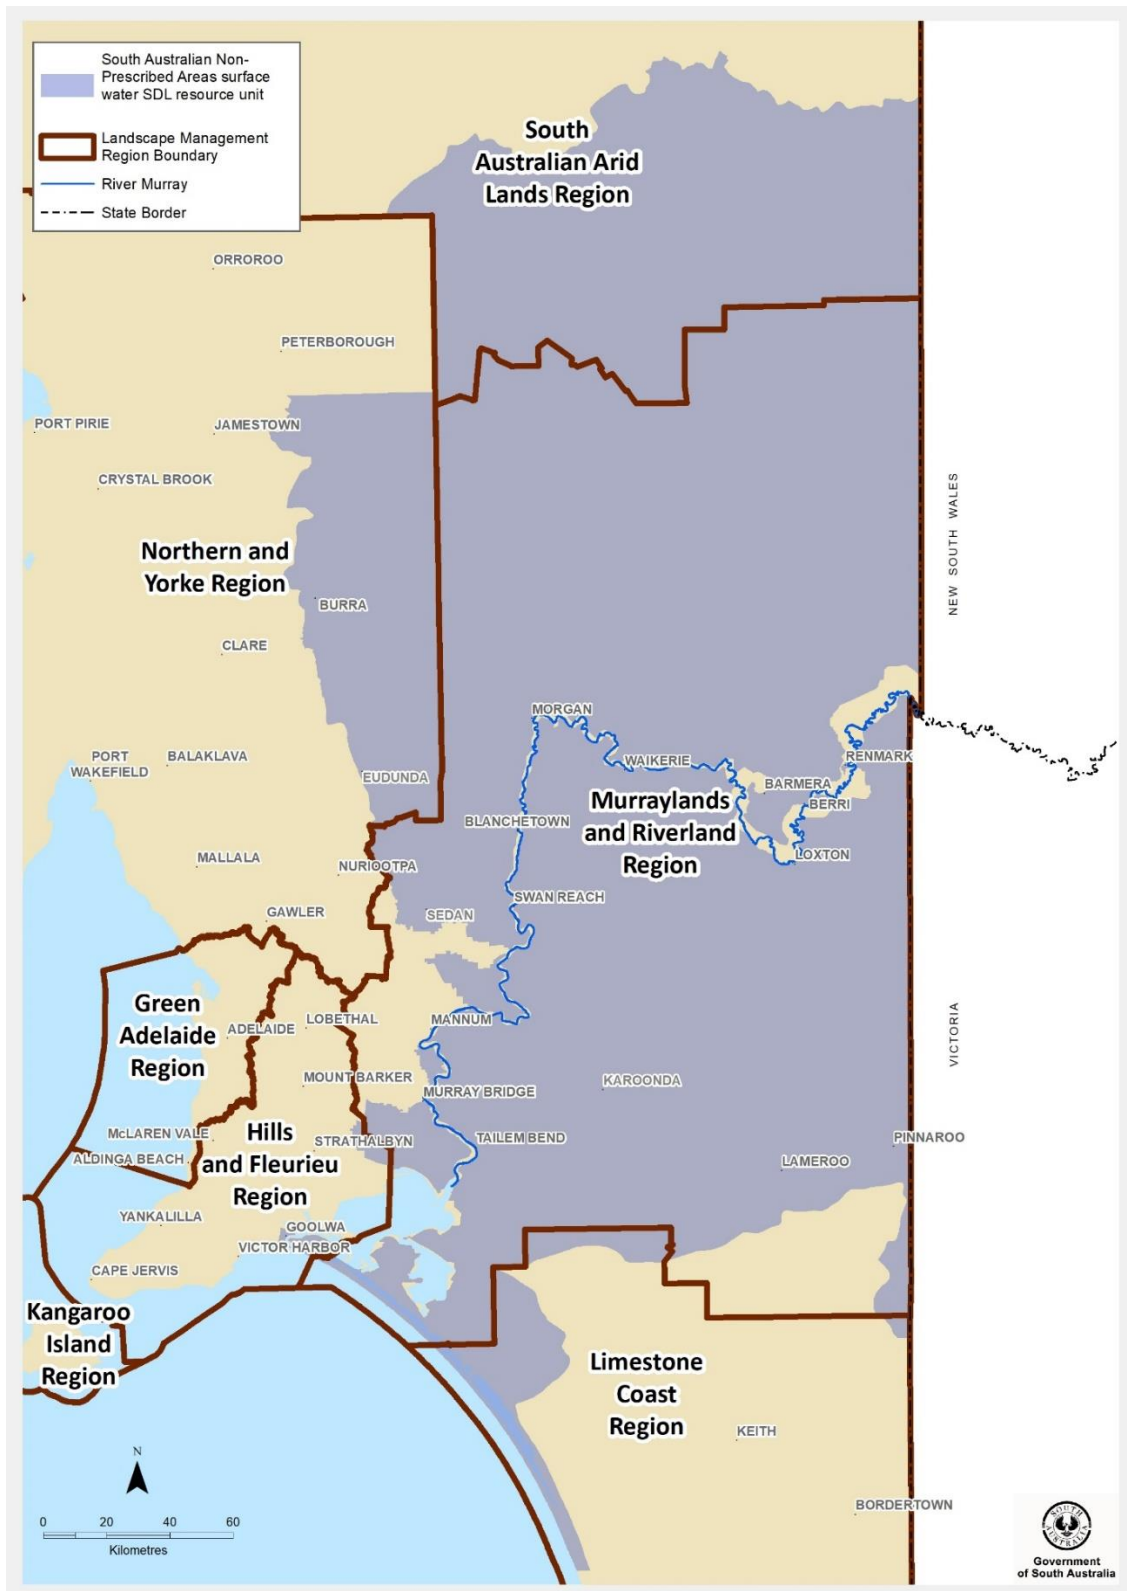 South Australian Non-
Prescribed Areas surface
water SDL resource unit
Landscape Management
Region Boundary
River Murray
State Border
South
Australian Arid
Lands Region
ORROROO
PETERBOROUGH
PORT PIRIE
JAMESTOWN
CRYSTAL BROOK
NEW SOUTH WALES
Northern and
Yorke Region
BURRA
CLARE
MORGAN
PORT
WAKEFIELD
BALAKLAVA
EUDUNDA
WAIKERIE
RENMARK
BARMERA
BERRI
Murraylands
and Riverland
Region
BLANCHETOWN
LOXTON
MALLALA
NURIOOTPA
SWAN REACH
GAWLER
SEDAN
Green
Adelaide
Region
ADELAIDE
LOBETHAL
MANNUM
VICTORIA
MOUNT BARKER
MURRAY BRIDGE
KAROONDA
McLAREN VALE
ALDINGA BEACH
Hills
and Fleurieu
Region
STRATHALBYN
TAILEM BEND
PINNAROO
LAMEROO
YANKALILLA
GOOLWA
VICTOR HARBOR
CAPE JERVIS
Kangaroo
Island
Region
Limestone
Coast
Region
KEITH
BORDERTOWN
N
0 20 40 60
Kilometres
SOUTH
AUSTRALIA
Government
of South Australia